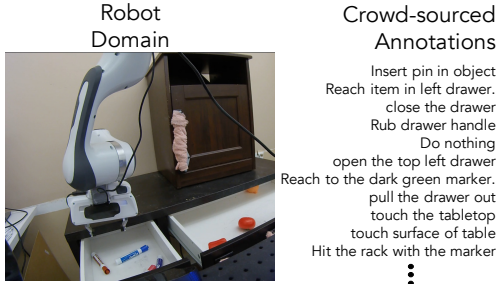 Robot
Domain
Crowd-sourced
Annotations
Insert pin in object
Reach item in left drawer.
close the drawer
Rub drawer handle
Do nothing
open the top left drawer
Reach to the dark green marker.
pull the drawer out
touch the tabletop
touch surface of table
Hit the rack with the marker